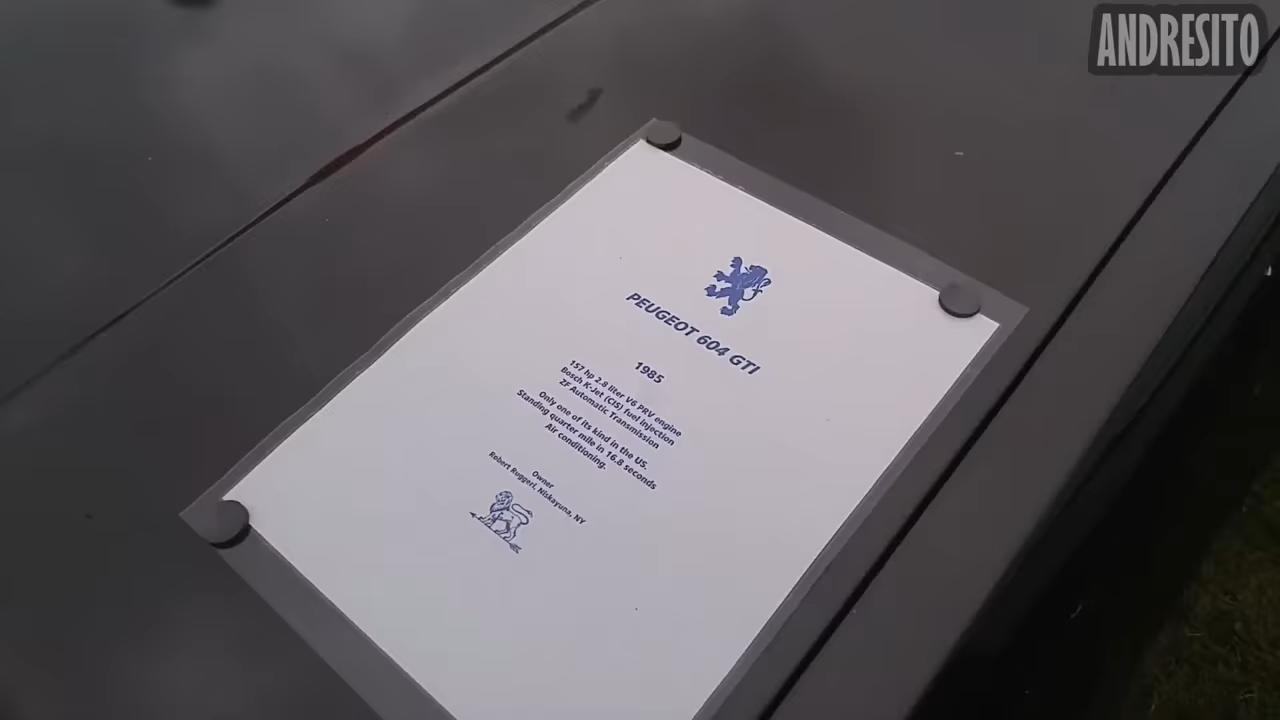 ANDRESITO
PEUGEOT 604 GTI
1985
157 hp 2.8 liter V6 PRV engine
Bosch K-Jet (CIS) fuel injection
ZF Automatic Transmission
Only one of its kind in the US.
Standing quarter mile in 16.8 seconds
Air conditioning.
Owner
Robert Ruggeri, Niskayuna, NY